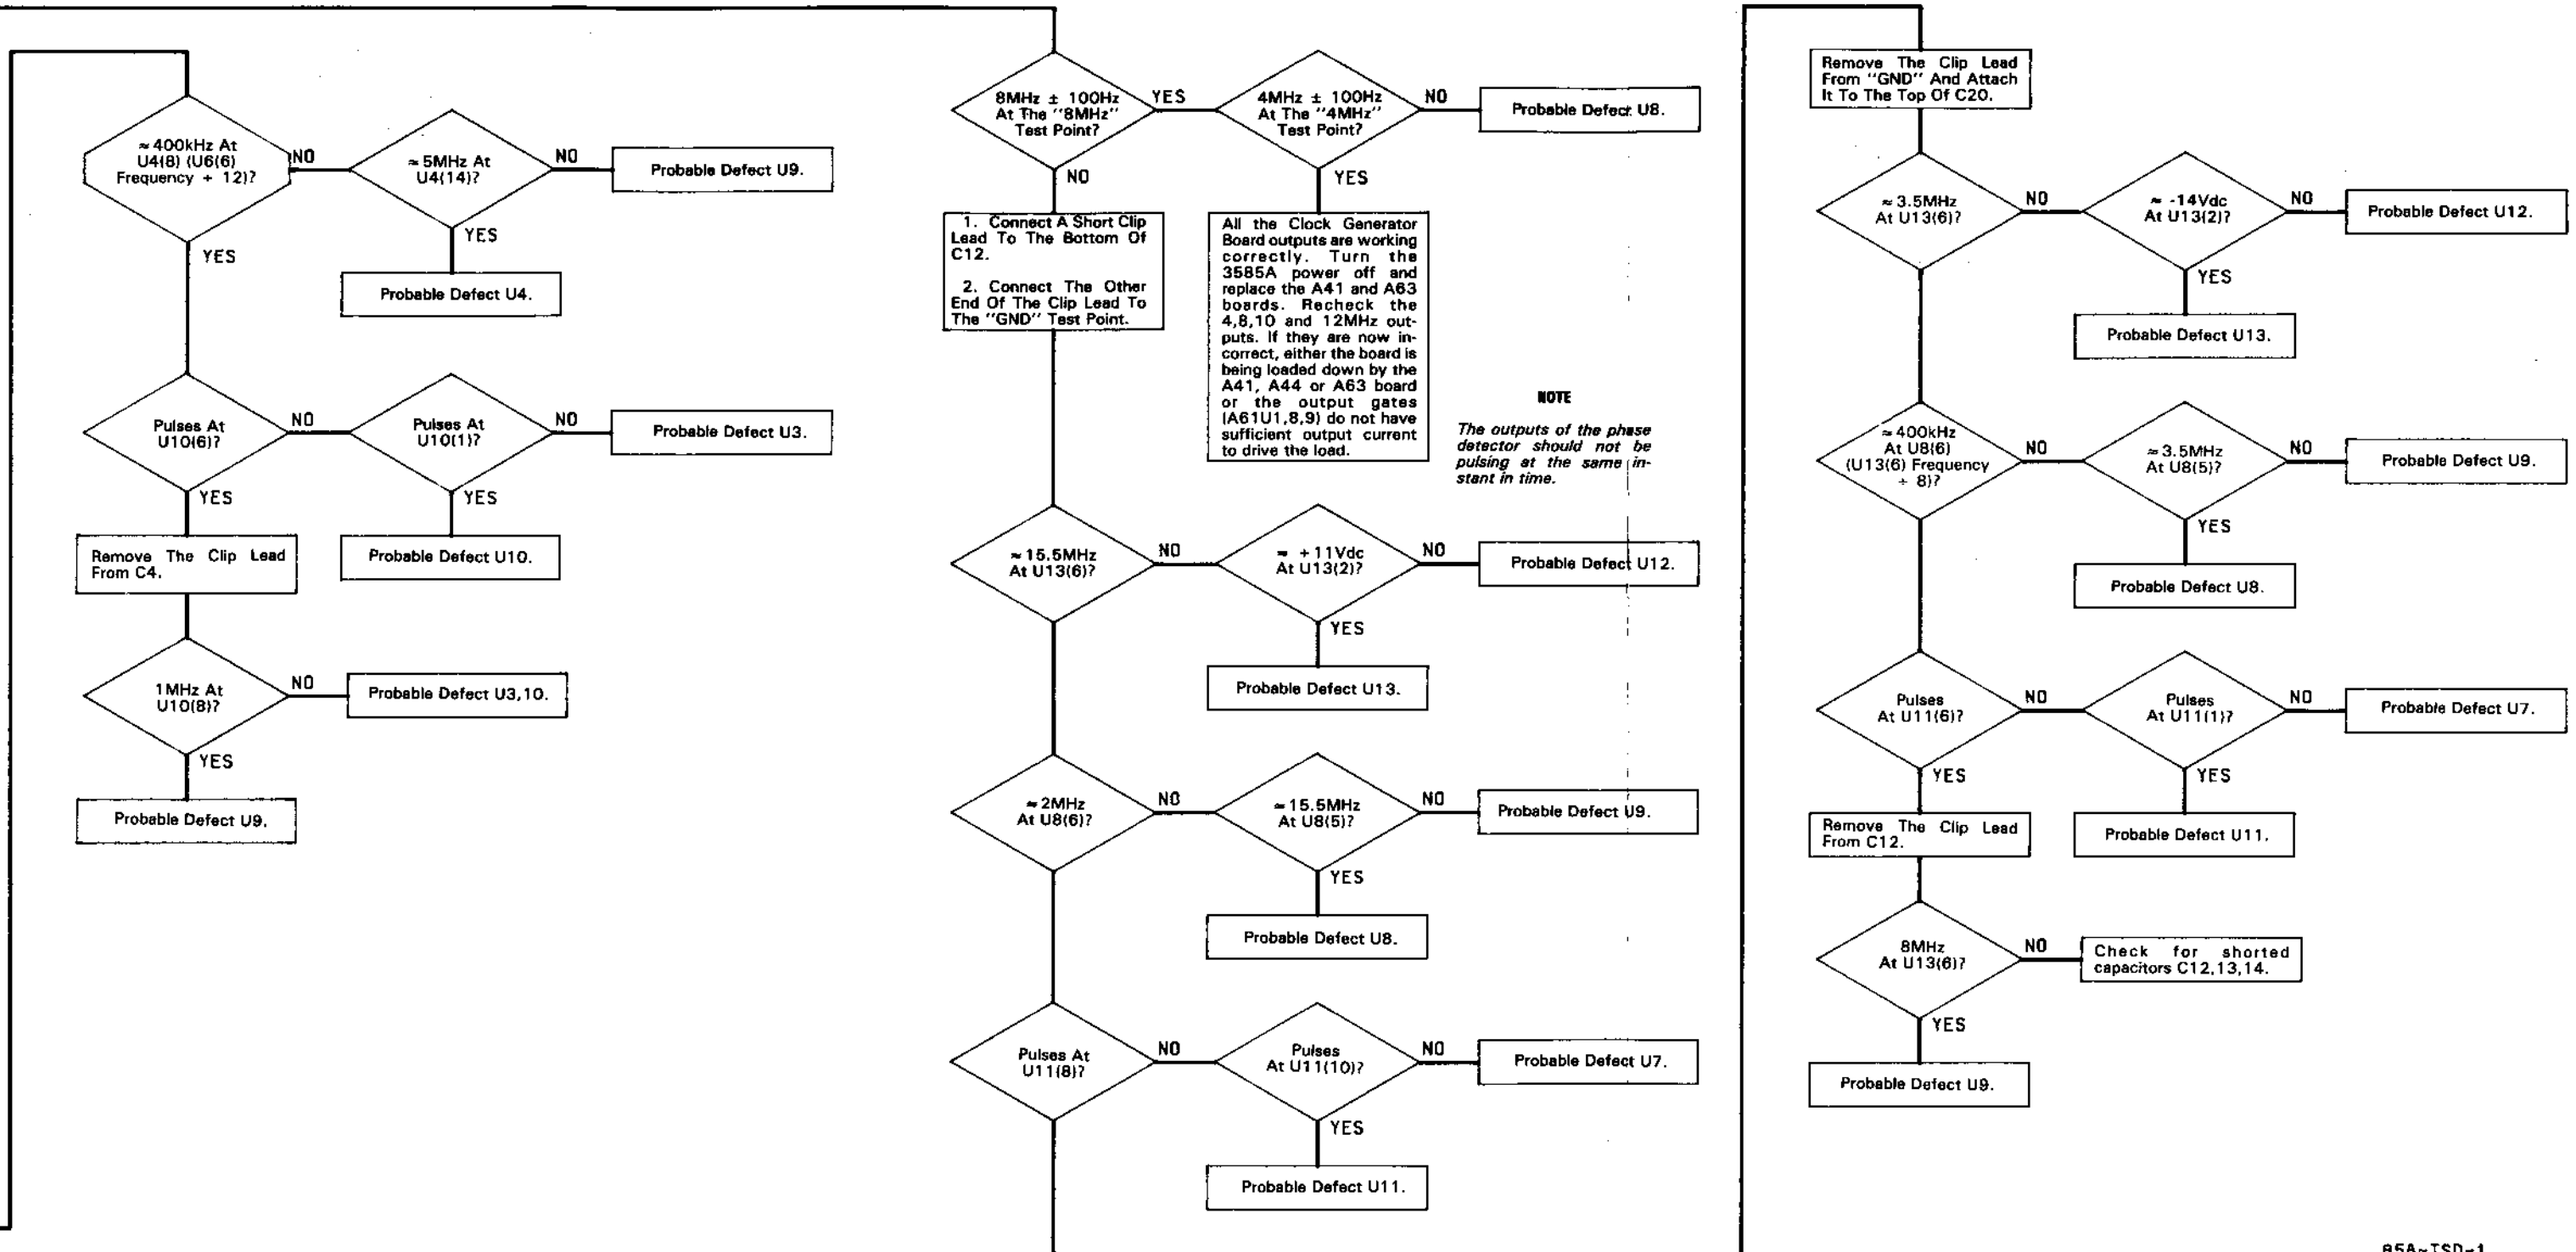 ≈ 400kHz At
U4(8) (U6(6)
Frequency + 12)?
NO
≈ 5MHz At
U4(14)?
NO
Probable Defect U9.
YES
YES
Probable Defect U4.
Pulses At
U10(6)?
NO
Pulses At
U10(1)?
NO
Probable Defect U3.
YES
YES
Remove The Clip Lead
From C4.
Probable Defect U10.
1MHz At
U10(8)?
NO
Probable Defect U3,10.
YES
Probable Defect U9.
8MHz ± 100Hz
At The "8MHz"
Test Point?
YES
4MHz ± 100Hz
At The "4MHz"
Test Point?
NO
Probable Defect U8.
NO
YES
1. Connect A Short Clip
Lead To The Bottom Of
C12.
2. Connect The Other
End Of The Clip Lead To
The "GND" Test Point.
All the Clock Generator
Board outputs are working
correctly. Turn the
3585A power off and
replace the A41 and A63
boards. Recheck the
4,8,10 and 12MHz out-
puts. If they are now in-
correct, either the board is
being loaded down by the
A41, A44 or A63 board
or the output gates
(A61U1,8,9) do not have
sufficient output current
to drive the load.
NOTE
The outputs of the phase
detector should not be
pulsing at the same in-
stant in time.
≈ 15.5MHz
At U13(6)?
NO
≈ +11Vdc
At U13(2)?
NO
Probable Defect U12.
YES
Probable Defect U13.
≈ 2MHz
At U8(6)?
NO
≈ 15.5MHz
At U8(5)?
NO
Probable Defect U9.
YES
Probable Defect U8.
Pulses At
U11(8)?
NO
Pulses
At U11(10)?
NO
Probable Defect U7.
YES
Probable Defect U11.
Remove The Clip Lead
From "GND" And Attach
It To The Top Of C20.
≈ 3.5MHz
At U13(6)?
NO
≈ -14Vdc
At U13(2)?
NO
Probable Defect U12.
YES
Probable Defect U13.
≈ 400kHz
At U8(6)
(U13(6) Frequency
+ 8)?
NO
≈ 3.5MHz
At U8(5)?
NO
Probable Defect U9.
YES
Probable Defect U8.
Pulses
At U11(6)?
NO
Pulses
At U11(1)?
NO
Probable Defect U7.
YES
YES
Remove The Clip Lead
From C12.
Probable Defect U11.
8MHz
At U13(6)?
NO
Check for shorted
capacitors C12,13,14.
YES
Probable Defect U9.
85A-TSD-1